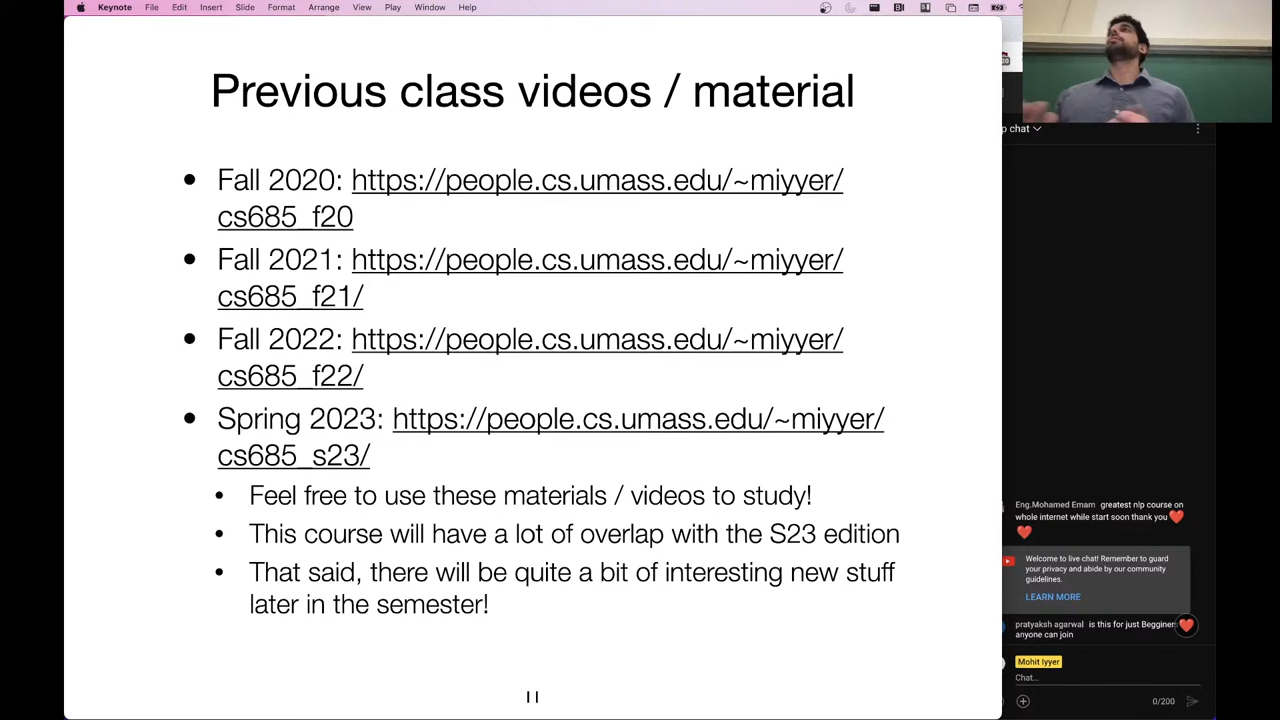 Keynote File Edit Insert Slide Format Arrange View Play Window Help
Previous class videos / material
• Fall 2020: https://people.cs.umass.edu/~miyyer/
cs685_f20
• Fall 2021: https://people.cs.umass.edu/~miyyer/
cs685_f21/
• Fall 2022: https://people.cs.umass.edu/~miyyer/
cs685_f22/
• Spring 2023: https://people.cs.umass.edu/~miyyer/
cs685_s23/
• Feel free to use these materials / videos to study!
• This course will have a lot of overlap with the S23 edition
• That said, there will be quite a bit of interesting new stuff
later in the semester!
11
chat
Eng.Mohamed Emam greatest nlp course on
whole internet while start soon thank you❤️
❤️
Welcome to live chat! Remember to guard
your privacy and abide by our community
guidelines.
LEARN MORE
pratyaksh agarwal is this for just Begginer
anyone can join
Mohit Iyyer
Chat...
0/200